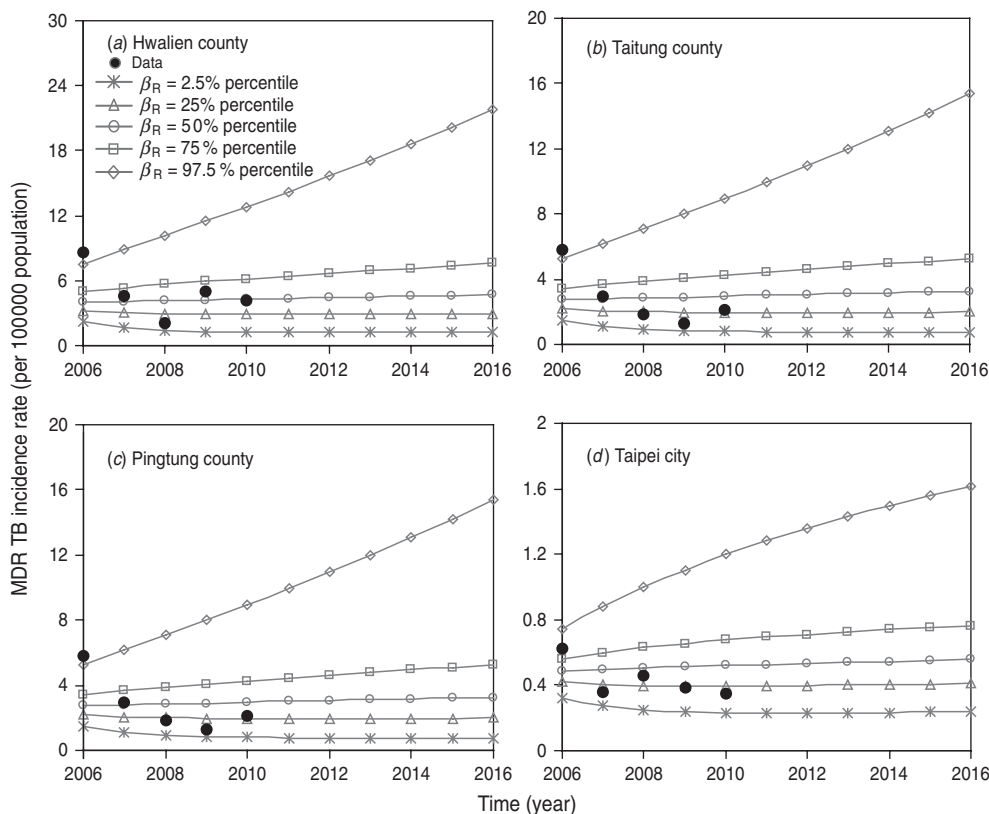 MDR TB incidence rate (per 100000 population)
30
24
18
12
6
0
(a) Hwalien county
Data
βR = 2.5% percentile
βR = 25% percentile
βR = 50% percentile
βR = 75% percentile
βR = 97.5% percentile
2006 2008 2010 2012 2014 2016
20
16
12
8
4
0
(b) Taitung county
2006 2008 2010 2012 2014 2016
20
16
12
8
4
0
(c) Pingtung county
2006 2008 2010 2012 2014 2016
2
1.6
1.2
0.8
0.4
0
(d) Taipei city
2006 2008 2010 2012 2014 2016
Time (year)